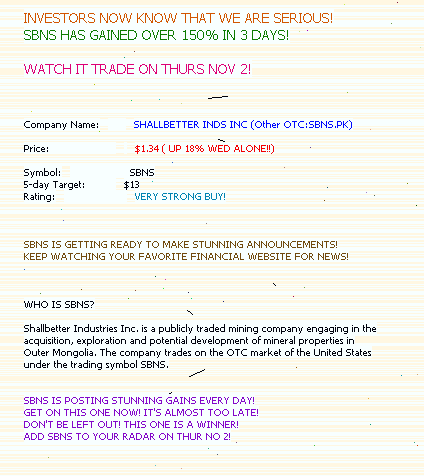 INVESTORS NOW KNOW THAT WE ARE SERIOUS!
SBNS HAS GAINED OVER 150% IN 3 DAYS!
WATCH IT TRADE ON THURS NOV 2!
Company Name: SHALLBETTER INDS INC (Other OTC:SBNS.PK)
Price: $1.34 ( UP 18% WED ALONE!!)
Symbol: SBNS
5-day Target: $13
Rating: VERY STRONG BUY!
SBNS IS GETTING READY TO MAKE STUNNING ANNOUNCEMENTS!
KEEP WATCHING YOUR FAVORITE FINANCIAL WEBSITE FOR NEWS!
WHO IS SBNS?
Shallbetter Industries Inc. is a publicly traded mining company engaging in the
acquisition, exploration and potential development of mineral properties in
Outer Mongolia. The company trades on the OTC market of the United States
under the trading symbol SBNS.
SBNS IS POSTING STUNNING GAINS EVERY DAY!
GET ON THIS ONE NOW! IT'S ALMOST TOO LATE!
DON'T BE LEFT OUT! THIS ONE IS A WINNER!
ADD SBNS TO YOUR RADAR ON THUR NO 2!